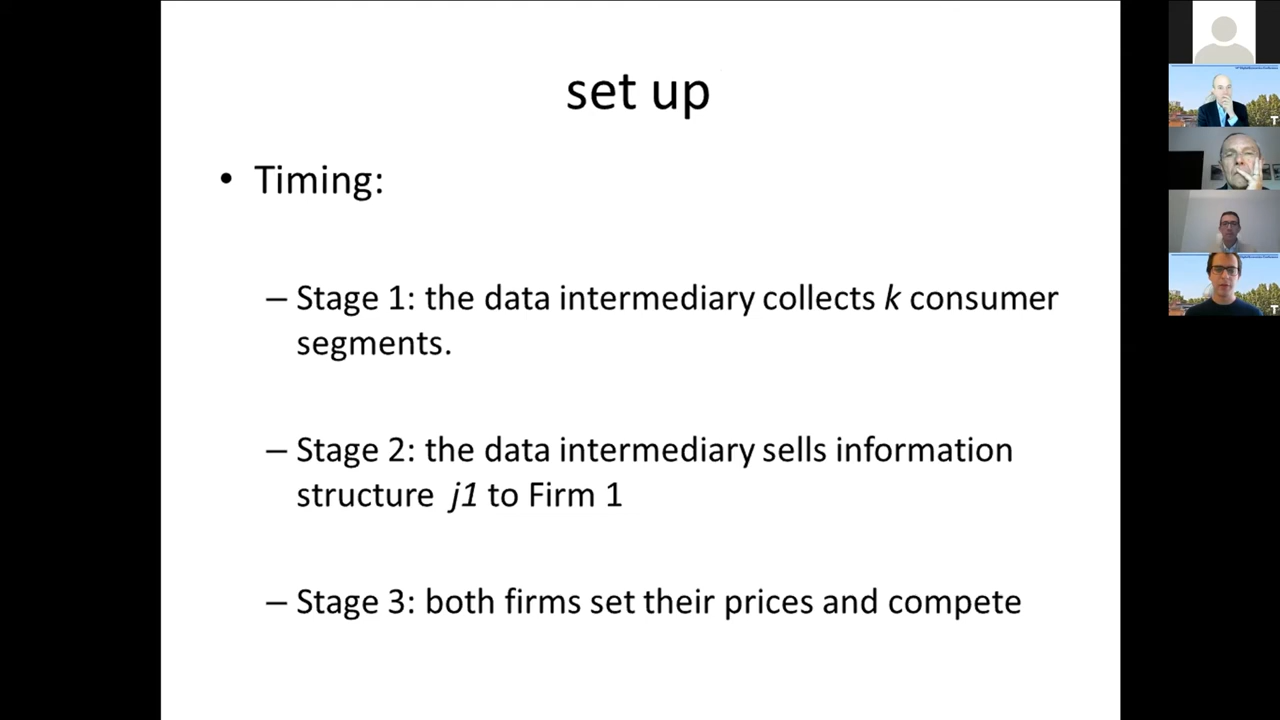 set up
• Timing:
– Stage 1: the data intermediary collects k consumer
segments.
– Stage 2: the data intermediary sells information
structure j1 to Firm 1
– Stage 3: both firms set their prices and compete
T
T